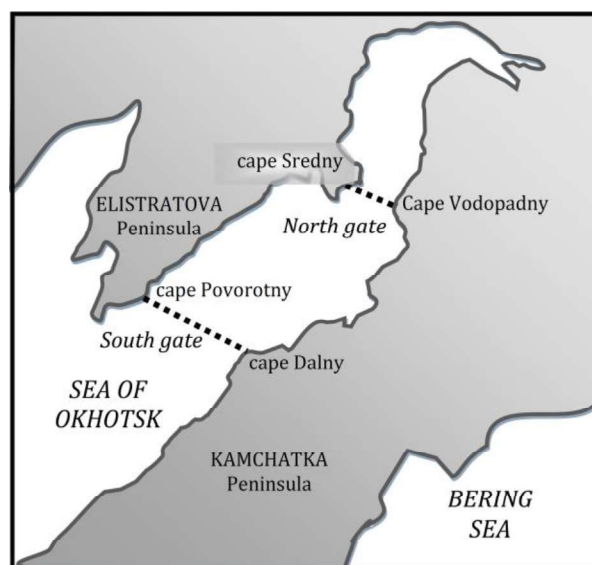 cape Sredny
ELISTRATOVA
Peninsula
Cape Vodopadny
North gate
cape Povorotny
South gate
cape Dalny
SEA OF
OKHOTSK
KAMCHATKA
Peninsula
BERING
SEA